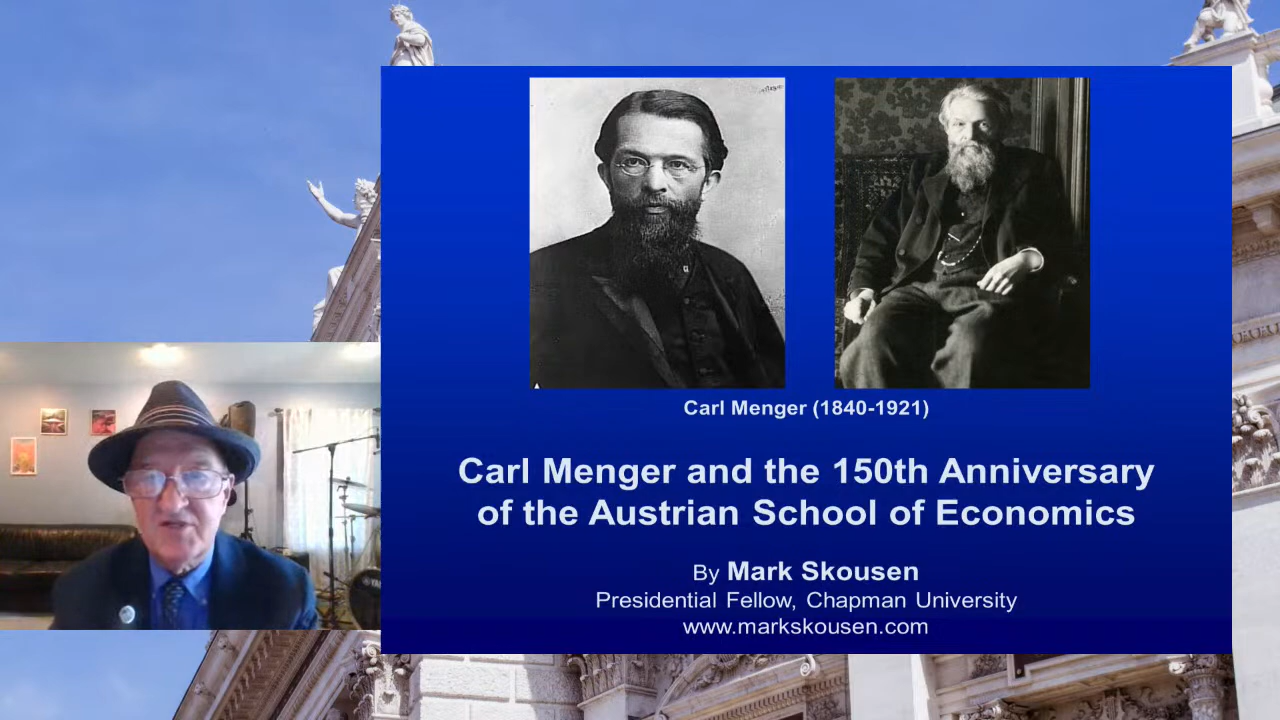 Carl Menger (1840-1921)
Carl Menger and the 150th Anniversary
of the Austrian School of Economics
By Mark Skousen
Presidential Fellow, Chapman University
www.markskousen.com